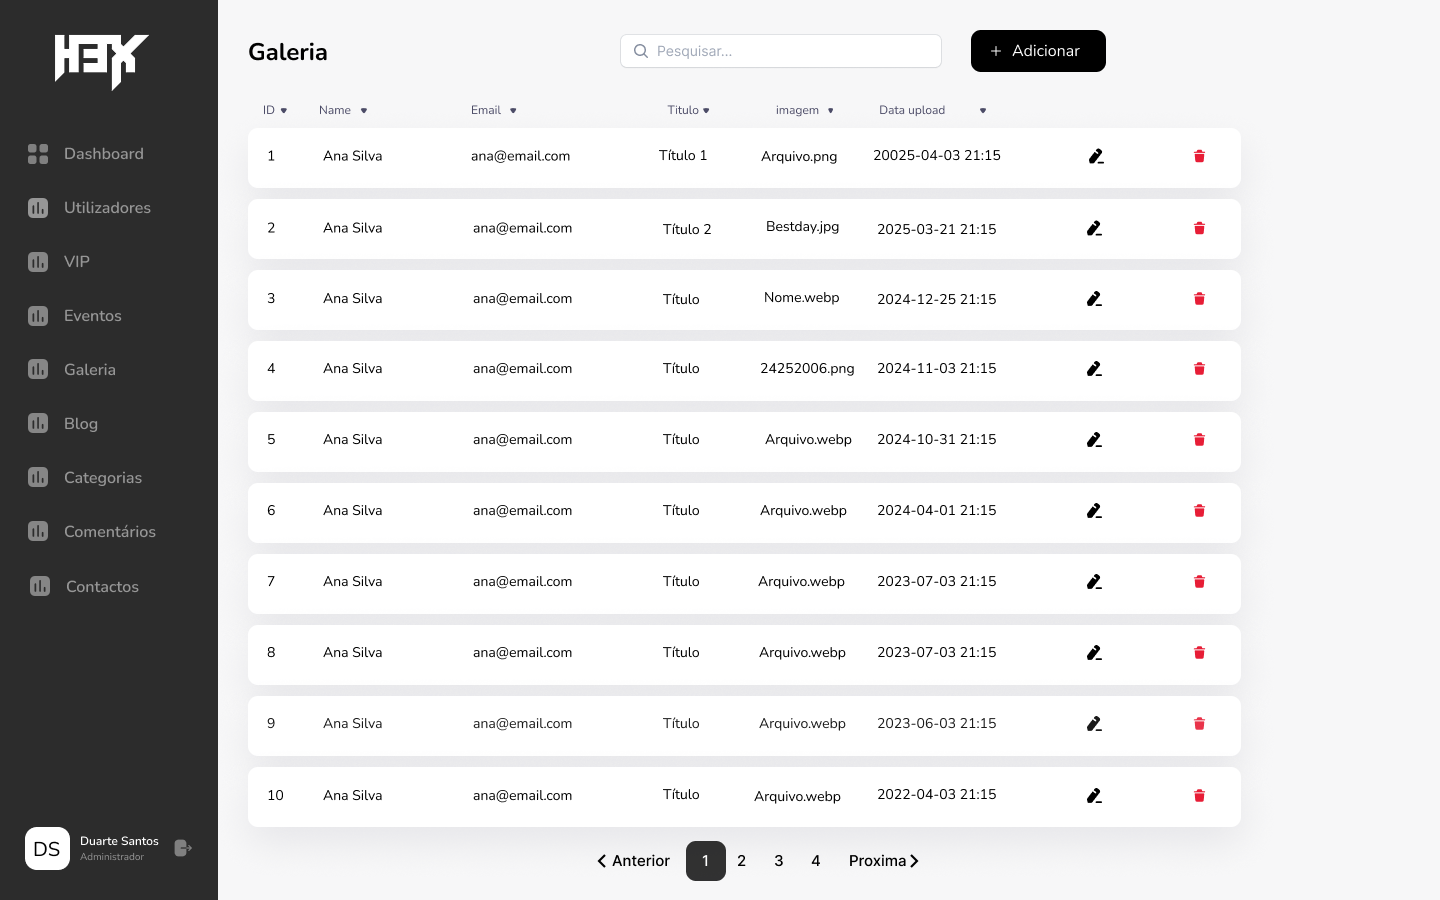 HEX
Dashboard
Utilizadores
VIP
Eventos
Galeria
Blog
Categorias
Comentários
Contactos
DS
Duarte Santos
Administrador
Galeria
Pesquisar...
+ Adicionar
ID Name Email Titulo imagem Data upload
1 Ana Silva ana@email.com Título 1 Arquivo.png 20025-04-03 21:15
2 Ana Silva ana@email.com Título 2 Bestday.jpg 2025-03-21 21:15
3 Ana Silva ana@email.com Título Nome.webp 2024-12-25 21:15
4 Ana Silva ana@email.com Título 24252006.png 2024-11-03 21:15
5 Ana Silva ana@email.com Título Arquivo.webp 2024-10-31 21:15
6 Ana Silva ana@email.com Título Arquivo.webp 2024-04-01 21:15
7 Ana Silva ana@email.com Título Arquivo.webp 2023-07-03 21:15
8 Ana Silva ana@email.com Título Arquivo.webp 2023-07-03 21:15
9 Ana Silva ana@email.com Título Arquivo.webp 2023-06-03 21:15
10 Ana Silva ana@email.com Título Arquivo.webp 2022-04-03 21:15
Anterior 1 2 3 4 Proxima